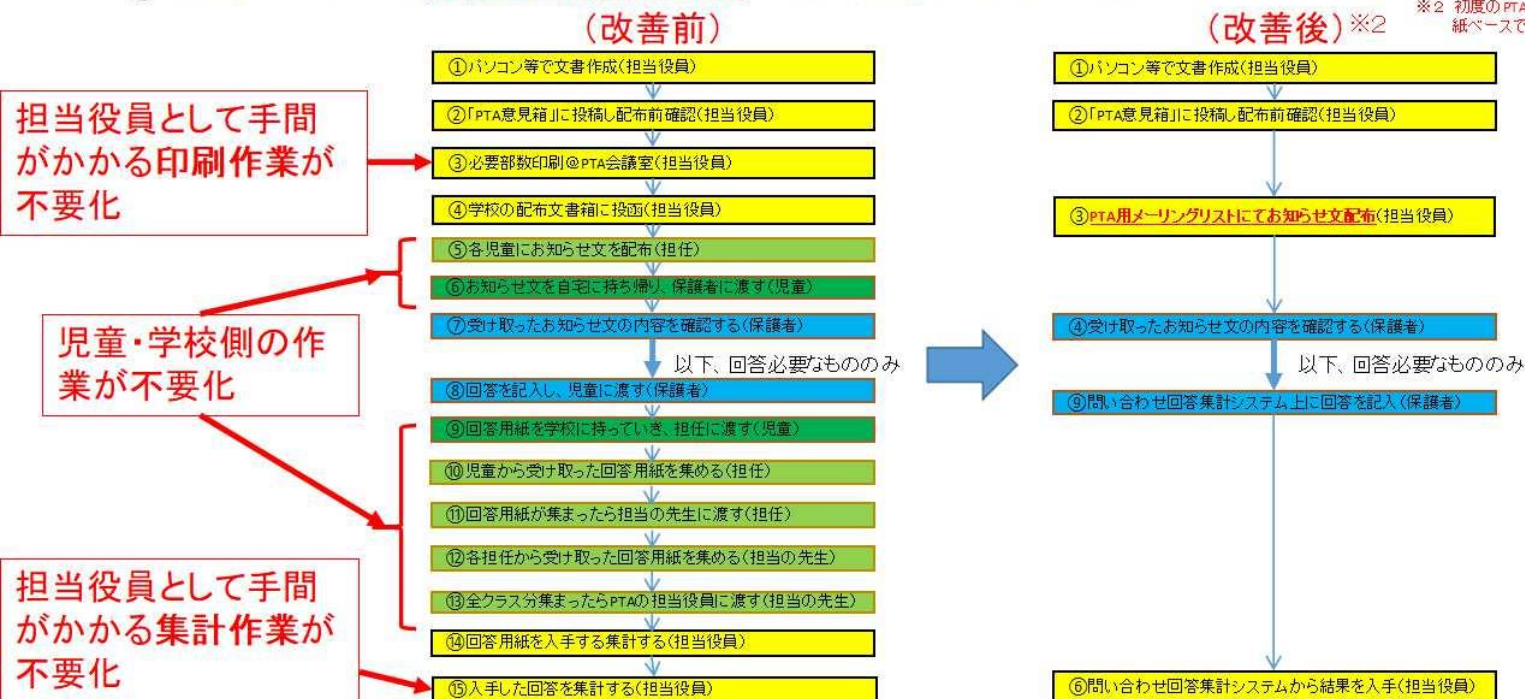 (改善前)
(改善後)※2
※2 初度のPTA
紙ベースで
①パソコン等で文書作成(担当役員)
②「PTA意見箱」に投稿し配布前確認(担当役員)
③必要部数印刷@PTA会議室(担当役員)
④学校の配布文書箱に投函(担当役員)
⑤各児童にお知らせ文を配布(担任)
⑥お知らせ文を自宅に持ち帰り、保護者に渡す(児童)
⑦受け取ったお知らせ文の内容を確認する(保護者)
以下、回答必要なもののみ
⑧回答を記入し、児童に渡す(保護者)
⑨回答用紙を学校に持っていき、担任に渡す(児童)
⑩児童から受け取った回答用紙を集める(担任)
⑪回答用紙が集まったら担当の先生に渡す(担任)
⑫各担任から受け取った回答用紙を集める(担当の先生)
⑬全クラス分集まったらPTAの担当役員に渡す(担当の先生)
⑭回答用紙を入手する集計する(担当役員)
⑮入手した回答を集計する(担当役員)
担当役員として手間
がかかる印刷作業が
不要化
児童・学校側の作
業が不要化
担当役員として手間
がかかる集計作業が
不要化
①パソコン等で文書作成(担当役員)
②「PTA意見箱」に投稿し配布前確認(担当役員)
③PTA用メーリングリストにてお知らせ文配布(担当役員)
④受け取ったお知らせ文の内容を確認する(保護者)
以下、回答必要なもののみ
⑨問い合わせ回答集計システム上に回答を記入(保護者)
⑥問い合わせ回答集計システムから結果を入手(担当役員)